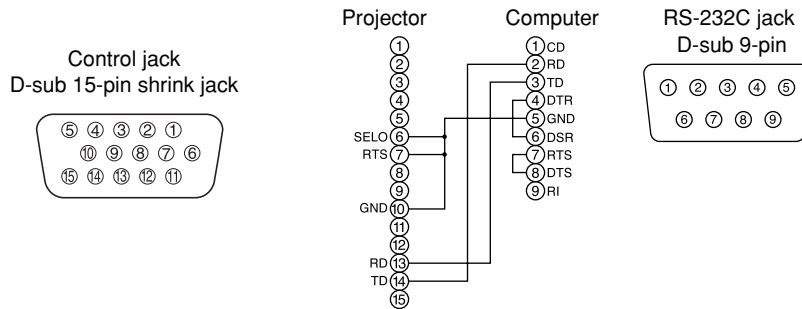 Control jack
D-sub 15-pin shrink jack
⑤ ④ ③ ② ①
⑩ ⑨ ⑧ ⑦ ⑥
⑮ ⑭ ⑬ ⑫ ⑪
Projector
①
②
③
④
⑤
SELO ⑥
RTS ⑦
⑧
⑨
GND ⑩
⑪
⑫
RD ⑬
TD ⑭
⑮
Computer
① CD
② RD
③ TD
④ DTR
⑤ GND
⑥ DSR
⑦ RTS
⑧ DTS
⑨ RI
RS-232C jack
D-sub 9-pin
① ② ③ ④ ⑤
⑥ ⑦ ⑧ ⑨